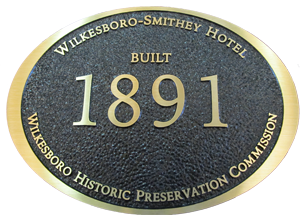 WILKESBORO-SMITHEY HOTEL
BUILT
1891
WILKESBORO HISTORIC PRESERVATION COMMISSION